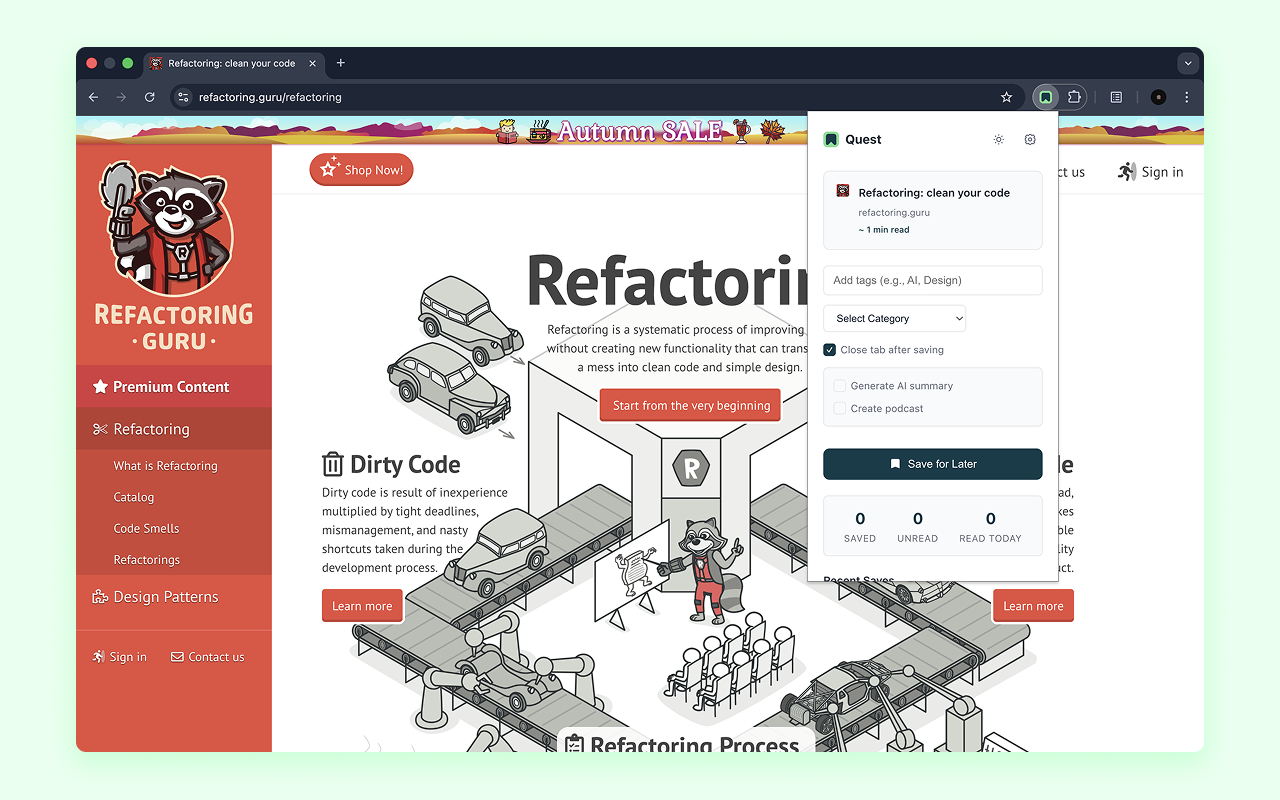 Refactoring: clean your code
refactoring.guru/refactoring
Autumn SALE
Shop Now!
ct us
Sign in
R
REFACTORING
· GURU ·
Premium Content
Refactoring
What is Refactoring
Catalog
Code Smells
Refactorings
Design Patterns
Sign in
Contact us
Refactorin
Refactoring is a systematic process of improving
without creating new functionality that can trans
a mess into clean code and simple design.
Start from the very beginning
R
Dirty Code
Dirty code is result of inexperience
multiplied by tight deadlines,
mismanagement, and nasty
shortcuts taken during the
development process.
Learn more
de
ad,
kes
ble
ity
ct.
Learn more
Refactoring Process
Quest
Refactoring: clean your code
refactoring.guru
~ 1 min read
Add tags (e.g., AI, Design)
Select Category
Close tab after saving
Generate AI summary
Create podcast
Save for Later
0 0 0
SAVED UNREAD READ TODAY
Recent Saves